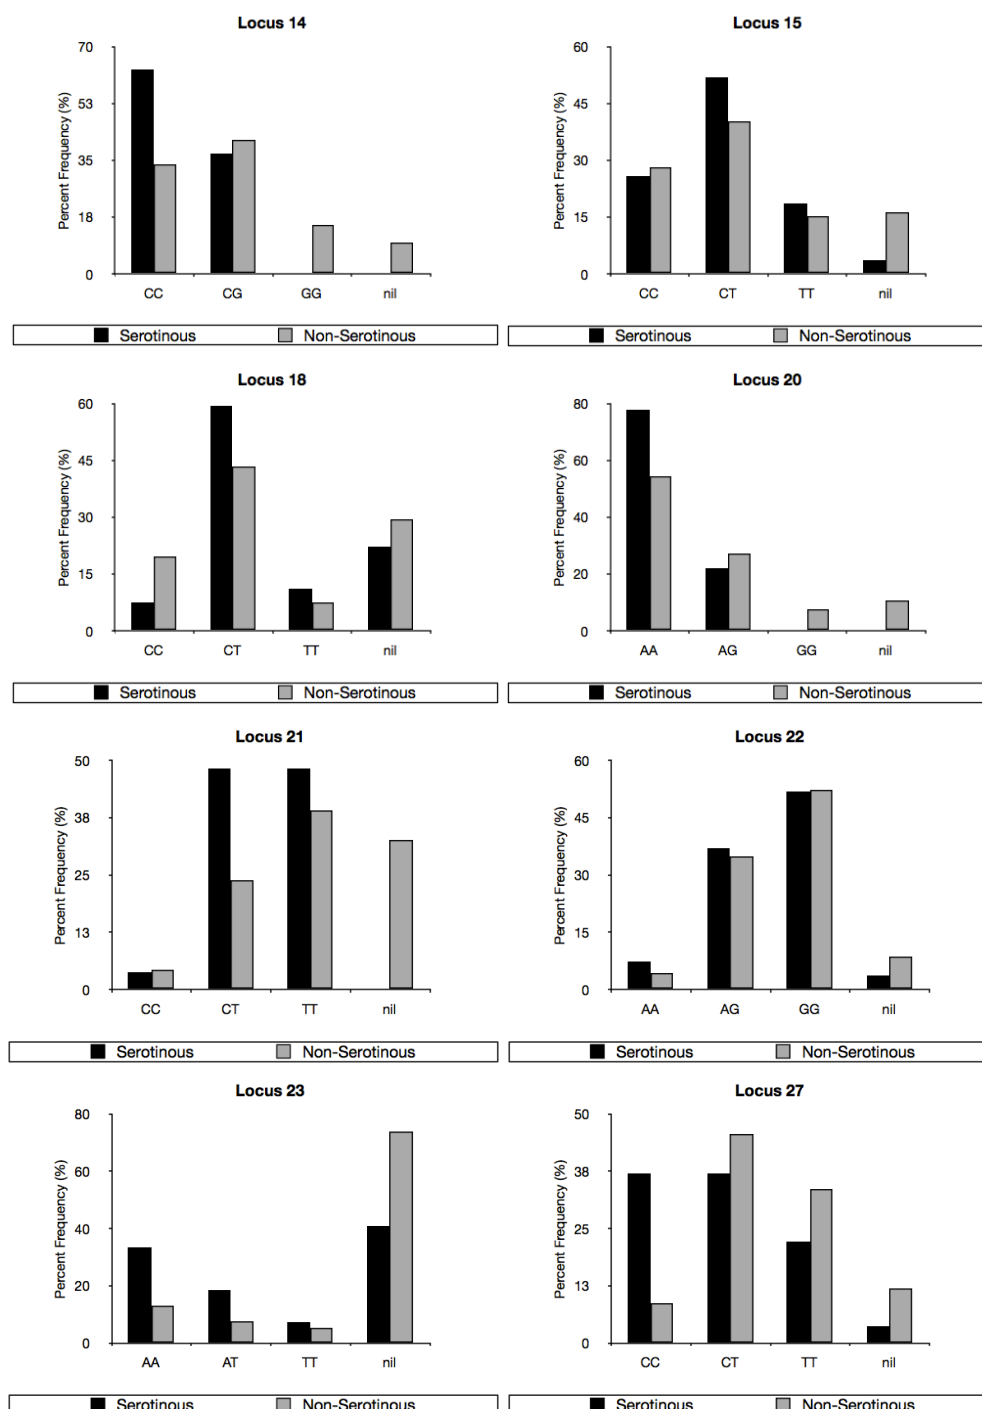 Locus 14
Percent Frequency (%)
70
53
35
18
0
CC CG GG nil
Serotinous Non-Serotinous
Locus 15
Percent Frequency (%)
60
45
30
15
0
CC CT TT nil
Serotinous Non-Serotinous
Locus 18
Percent Frequency (%)
60
45
30
15
0
CC CT TT nil
Serotinous Non-Serotinous
Locus 20
Percent Frequency (%)
80
60
40
20
0
AA AG GG nil
Serotinous Non-Serotinous
Locus 21
Percent Frequency (%)
50
38
25
13
0
CC CT TT nil
Serotinous Non-Serotinous
Locus 22
Percent Frequency (%)
60
45
30
15
0
AA AG GG nil
Serotinous Non-Serotinous
Locus 23
Percent Frequency (%)
80
60
40
20
0
AA AT TT nil
Serotinous Non-Serotinous
Locus 27
Percent Frequency (%)
50
38
25
13
0
CC CT TT nil
Serotinous Non-Serotinous